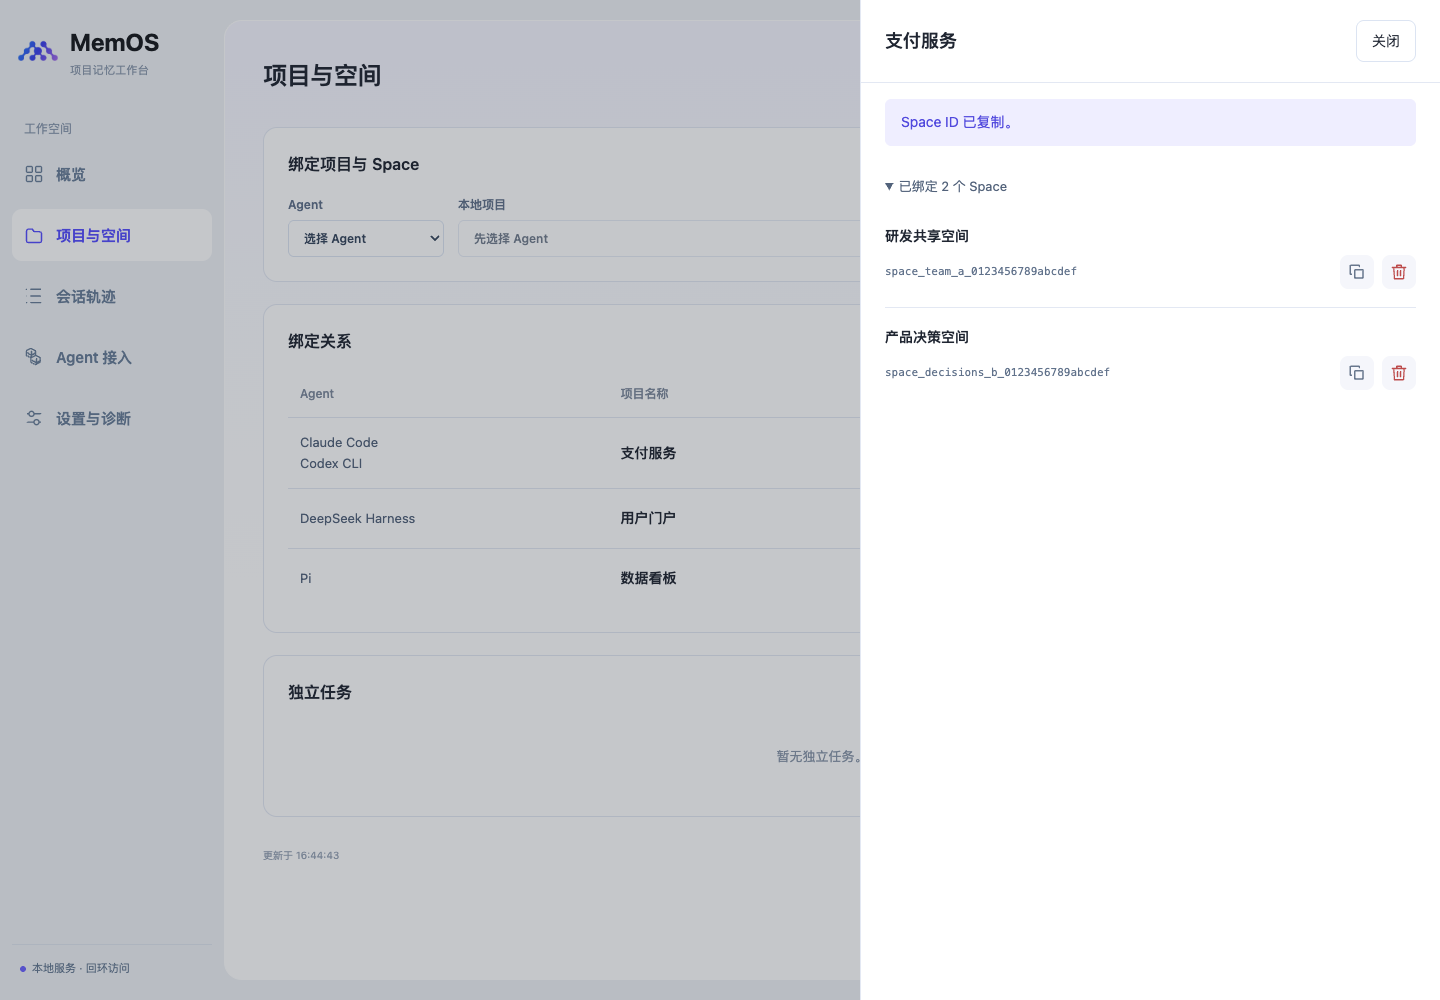 MemOS
项目记忆工作台
工作空间
概览
项目与空间
会话轨迹
Agent 接入
设置与诊断
本地服务 · 回环访问
项目与空间
绑定项目与 Space
Agent
本地项目
选择 Agent
先选择 Agent
绑定关系
Agent
项目名称
Claude Code
Codex CLI
支付服务
DeepSeek Harness
用户门户
Pi
数据看板
独立任务
暂无独立任务。
更新于 16:44:43
支付服务
关闭
Space ID 已复制。
▼ 已绑定 2 个 Space
研发共享空间
space_team_a_0123456789abcdef
产品决策空间
space_decisions_b_0123456789abcdef